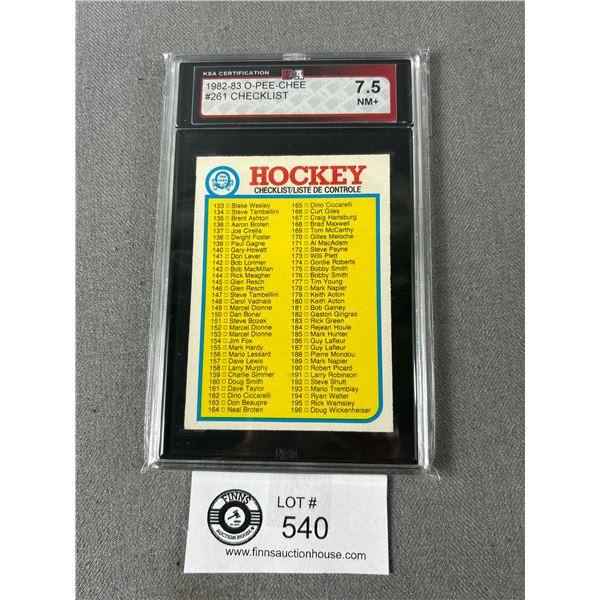 KSA CERTIFICATION
1982-83 O-PEE-CHEE
#261 CHECKLIST
7.5
NM+
HOCKEY
CHECKLIST/LISTE DE CONTROLE
133 □ Blake Wesley
134 □ Steve Tambellini
135 □ Brent Ashton
136 □ Aaron Broten
137 □ Joe Cirella
138 □ Dwight Foster
139 □ Paul Gagne
140 □ Gary Howatt
141 □ Don Lever
142 □ Bob Lorimer
143 □ Bob MacMillan
144 □ Rick Meagher
145 □ Glen Resch
146 □ Glen Resch
147 □ Steve Tambellini
148 □ Carol Vadnais
149 □ Marcel Dionne
150 □ Dan Bonar
151 □ Steve Bozek
152 □ Marcel Dionne
153 □ Marcel Dionne
154 □ Jim Fox
155 □ Mark Hardy
156 □ Mario Lessard
157 □ Dave Lewis
158 □ Larry Murphy
159 □ Charlie Simmer
160 □ Doug Smith
161 □ Dave Taylor
162 □ Dino Ciccarelli
163 □ Don Beaupre
164 □ Neal Broten
165 □ Dino Ciccarelli
166 □ Curt Giles
167 □ Craig Hartsburg
168 □ Brad Maxwell
169 □ Tom McCarthy
170 □ Gilles Meloche
171 □ Al MacAdam
172 □ Steve Payne
173 □ Willi Plett
174 □ Gordie Roberts
175 □ Bobby Smith
176 □ Bobby Smith
177 □ Tim Young
178 □ Mark Napier
179 □ Keith Acton
180 □ Keith Acton
181 □ Bob Gainey
182 □ Gaston Gingras
183 □ Rick Green
184 □ Rejean Houle
185 □ Mark Hunter
186 □ Guy Lafleur
187 □ Guy Lafleur
188 □ Pierre Mondou
189 □ Mark Napier
190 □ Robert Picard
191 □ Larry Robinson
192 □ Steve Shutt
193 □ Mario Tremblay
194 □ Ryan Walter
195 □ Rick Wamsley
196 □ Doug Wickenheiser
FINNS
AUCTION HOUSE
LOT #
540
www.finnsauctionhouse.com